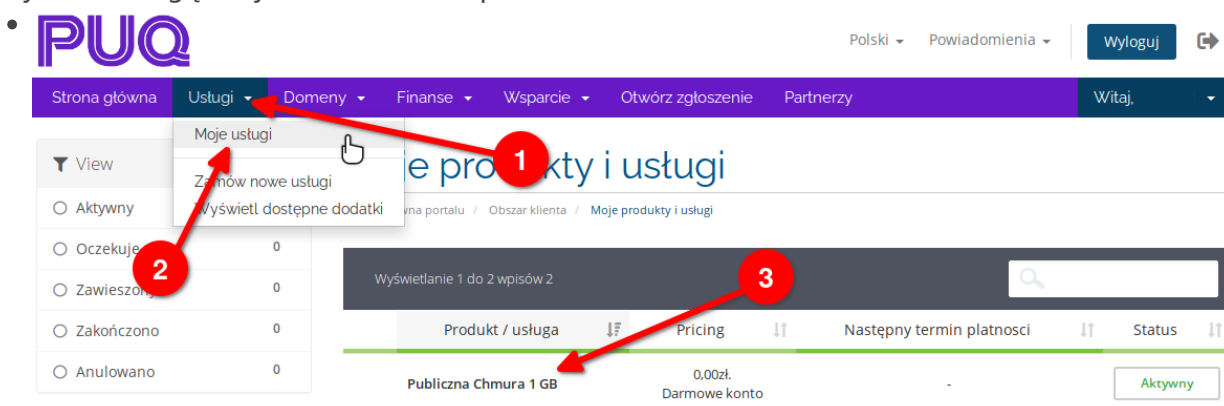 PUQ
Polski Powiadomienia Wyloguj
Strona główna Usługi Domeny Finanse Wsparcie Otwórz zgłoszenie Partnerzy Witaj,
Moje usługi
1
View
Zamów nowe usługi
i usługi
Aktywny
Wyświetl dostępne dodatki
portalu / Obszar klienta / Moje produkty i usługi
Oczekuje 0
2
Zawieszony 0
Wyświetlanie 1 do 2 wpisów 2
3
Zakończono 0
Produkt / usługa Pricing Następny termin platnosci Status
Anulowano 0
Publiczna Chmura 1 GB 0,00zł. - Aktywny
Darmowe konto